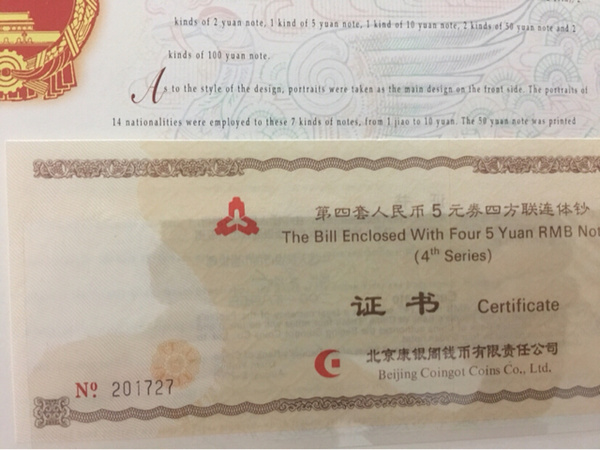 kinds of 2 yuan note, 1 kind of 5 yuan note, 1 kind of 10 yuan note, 2 kinds of 50 yuan note and 2
kinds of 100 yuan note.
As to the style of the design, portraits were taken as the main design on the front side. The portraits of
14 nationalities were employed to these 7 kinds of notes, from 1 jiao to 10 yuan. The 50 yuan note was printed
第四套人民币5元券四方联连体钞
The Bill Enclosed With Four 5 Yuan RMB Not
(4th Series)
证书 Certificate
北京康银阁钱币有限责任公司
Beijing Coingot Coins Co., Ltd.
Nº 201727